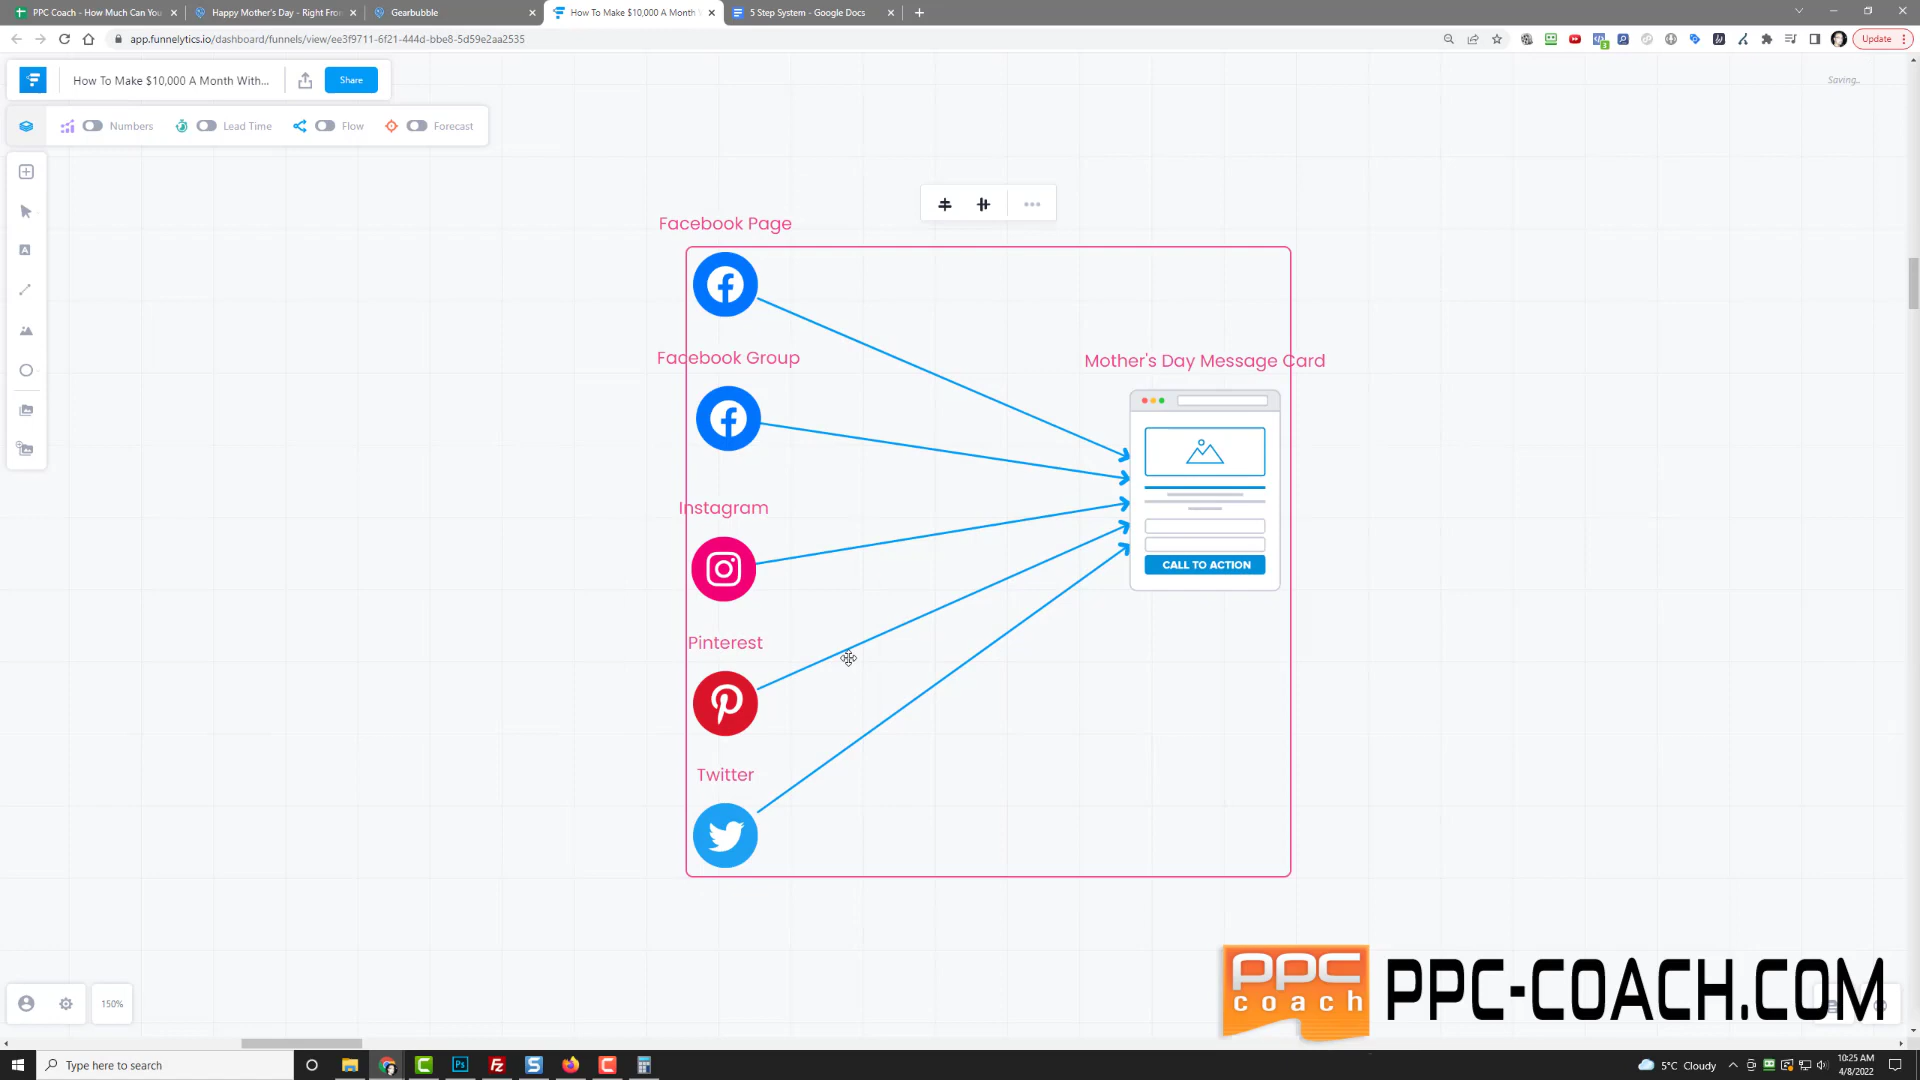 PPC Coach - How Much Can You
Happy Mother's Day - Right Fro
Gearbubble
How To Make $10,000 A Month W
5 Step System - Google Docs
app.funnelytics.io/dashboard/funnels/view/ee3f9711-6f21-444d-bbe8-5d59e2aa2535
Update
How To Make $10,000 A Month With...
Share
Saving..
Numbers
Lead Time
Flow
Forecast
Facebook Page
Facebook Group
Mother's Day Message Card
CALL TO ACTION
Instagram
Pinterest
Twitter
150%
PPC
coach
PPC-COACH.COM
Type here to search
5°C Cloudy
10:25 AM
4/8/2022